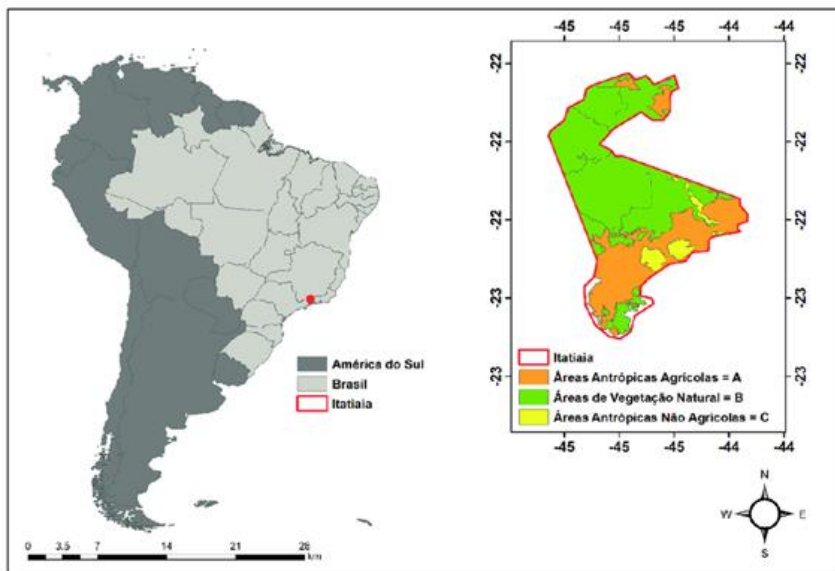 América do Sul
Brasil
Itatiaia
0 3.5 7 14 21 28
km
-45 -45 -45 -44 -44
-22
-22
-22
-23
-23
-22
-22
-22
-23
-23
Itatiaia
Áreas Antrópicas Agrícolas = A
Áreas de Vegetação Natural = B
Áreas Antrópicas Não Agrícolas = C
-45 -45 -45 -44 -44
N
W E
S